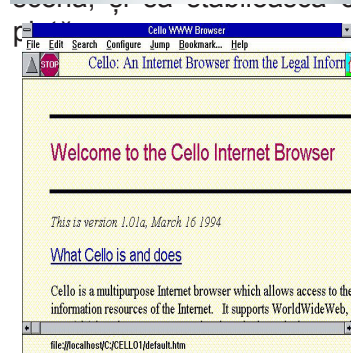 Cello WWW Browser
File Edit Search Configure Jump Bookmark... Help
STOP Cello: An Internet Browser from the Legal
Welcome to the Cello Internet Browser
This is version 1.01a, March 16 1994
What Cello is and does
Cello is a multipurpose Internet browser which allows access to the
information resources of the Internet. It supports WorldWideWeb,
file://localhost/C:/CELLO1/default.htm